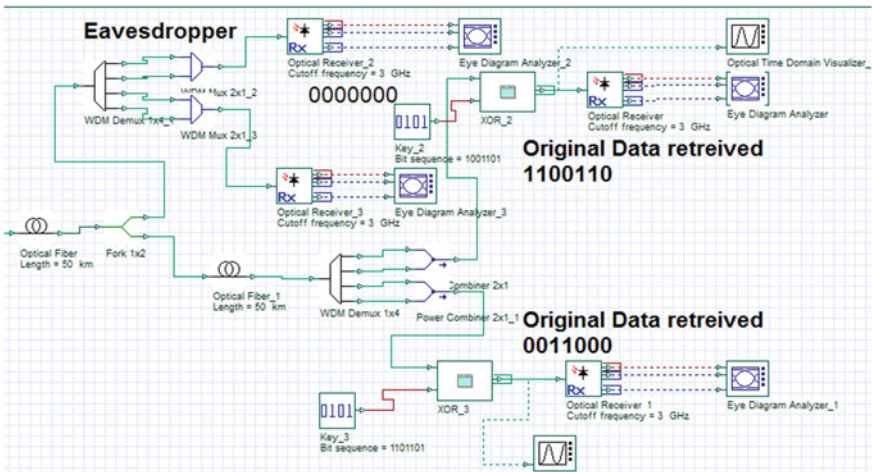 Eavesdropper
Rx
Optical Receiver_2
Cutoff frequency = 3 GHz
0000000
Eye Diagram Analyzer_2
Optical Time Domain Visualizer_
WDM Demux 1x4_
WDM Mux 2x1_2
WDM Mux 2x1_3
0101
Key_2
Bit sequence = 1001101
XOR_2
Rx
Optical Receiver
Cutoff frequency = 3 GHz
Eye Diagram Analyzer
Original Data retreived
1100110
Rx
Optical Receiver_3
Cutoff frequency = 3 GHz
Eye Diagram Analyzer_3
Optical Fiber
Length = 50 km
Fork 1x2
Optical Fiber_1
Length = 50 km
WDM Demux 1x4
Combiner 2x1
Power Combiner 2x1_1
Original Data retreived
0011000
0101
Key_3
Bit sequence = 1101101
XOR_3
Rx
Optical Receiver_1
Cutoff frequency = 3 GHz
Eye Diagram Analyzer_1